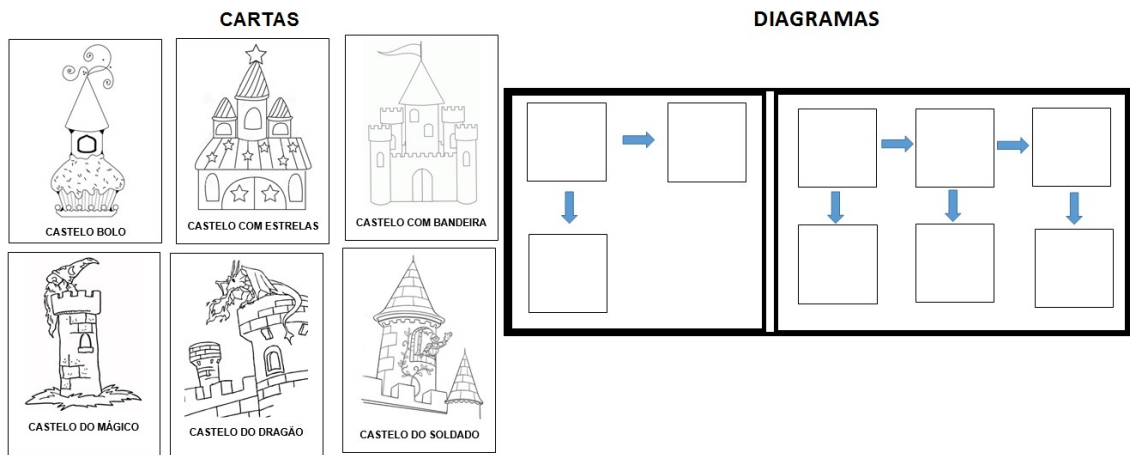 CARTAS
DIAGRAMAS
CASTELO BOLO
CASTELO COM ESTRELAS
CASTELO COM BANDEIRA
CASTELO DO MÁGICO
CASTELO DO DRAGÃO
CASTELO DO SOLDADO